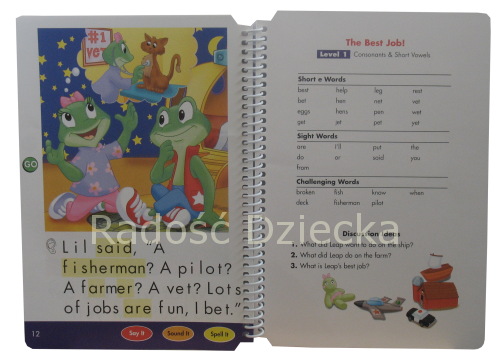 #1
vet
GO
Lil said, "A
fisherman? A pilot?
A farmer? A vet? Lots
of jobs are fun, I bet."
12
Say It
Sound It
Spell It
The Best Job!
Level 1 Consonants & Short Vowels
Short e Words
best help leg rest
bet hen net vet
eggs hens pen wet
get jet pet yet
Sight Words
are I'll put the
do or said you
from
Challenging Words
broken fish know when
deck fisherman pilot
Discussion Ideas
1. What did Leap want to do on the ship?
2. What did Leap do on the farm?
3. What is Leap's best job?
Radość Dziecka